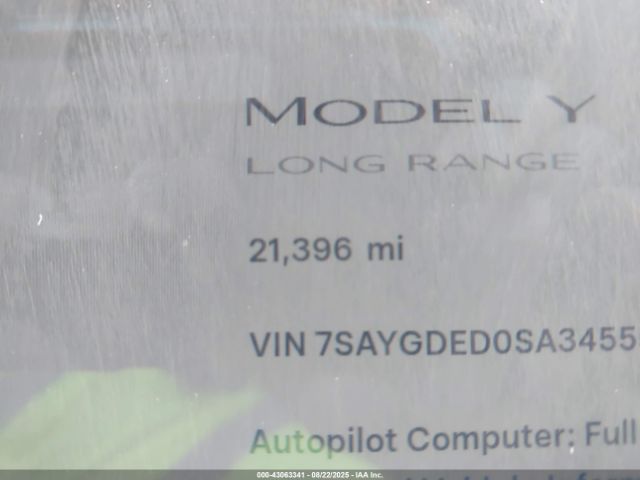 MODEL Y
LONG RANGE
21,396 mi
VIN 7SAYGDED0SA3455
Autopilot Computer: Full
000-43063341 - 08/22/2025 - IAA Inc.